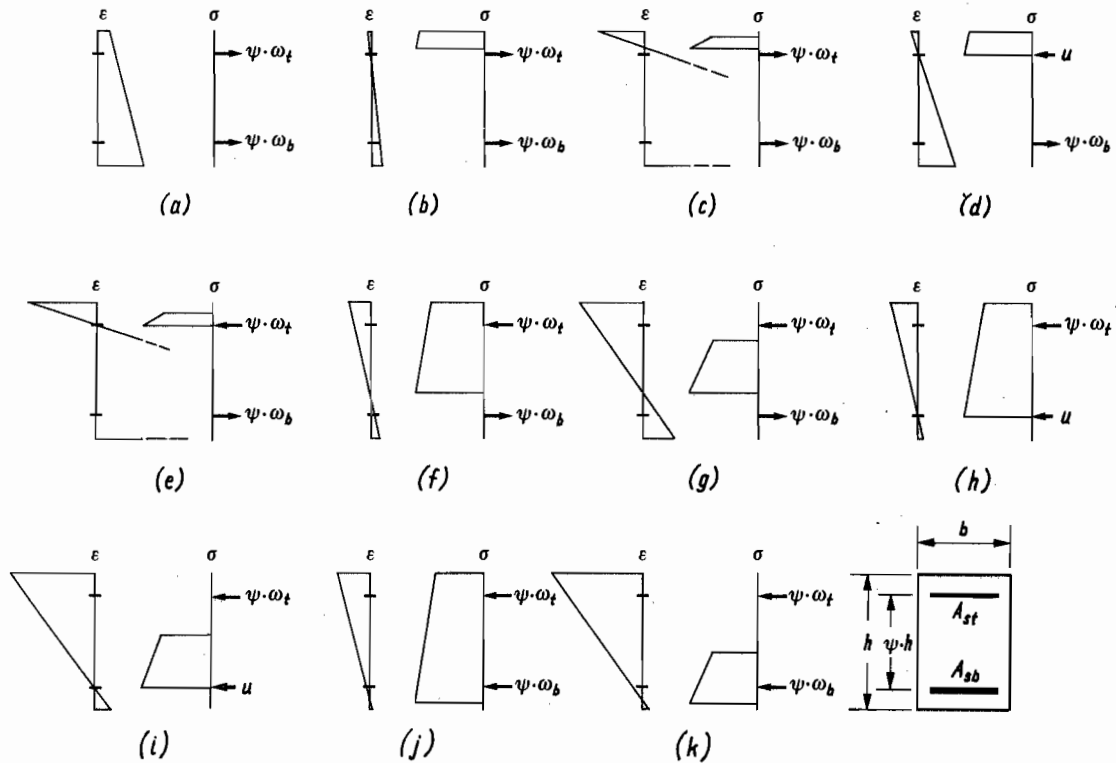 ε σ ε σ ε σ ε σ
ψ·ω_t ψ·ω_t ψ·ω_t u
ψ·ω_b ψ·ω_b ψ·ω_b ψ·ω_b
(a) (b) (c) (d)
ε σ ε σ ε σ ε σ
ψ·ω_t ψ·ω_t ψ·ω_t ψ·ω_t
ψ·ω_b ψ·ω_b ψ·ω_b u
(e) (f) (g) (h)
ε σ ε σ ε σ b
ψ·ω_t ψ·ω_t ψ·ω_t A_st
h ψ·h
u ψ·ω_b ψ·ω_b A_sb
(i) (j) (k)